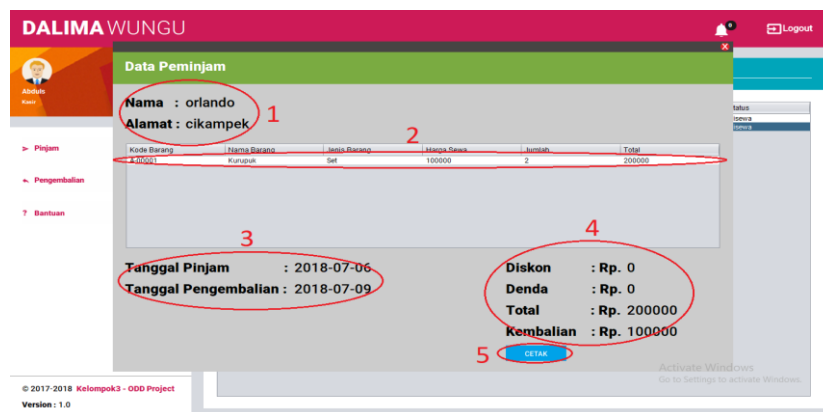 DALIMA WUNGU
0
Logout
x
Data Peminjam
Abduls
Kasir
Nama : orlando
1
Alamat : cikampek
tatus
isewa
isewa
2
Pinjam
Kode Barang Nama Barang Jenis Barang Harga Sewa Jumlah Total
A-00001 Kurupuk Set 100000 2 200000
Pengembalian
? Bantuan
3
4
Tanggal Pinjam : 2018-07-06
Tanggal Pengembalian : 2018-07-09
Diskon : Rp. 0
Denda : Rp. 0
Total : Rp. 200000
Kembalian : Rp. 100000
5
CETAK
Activate Windows
Go to Settings to activate Windows.
© 2017-2018 Kelompok3 - ODD Project
Version : 1.0